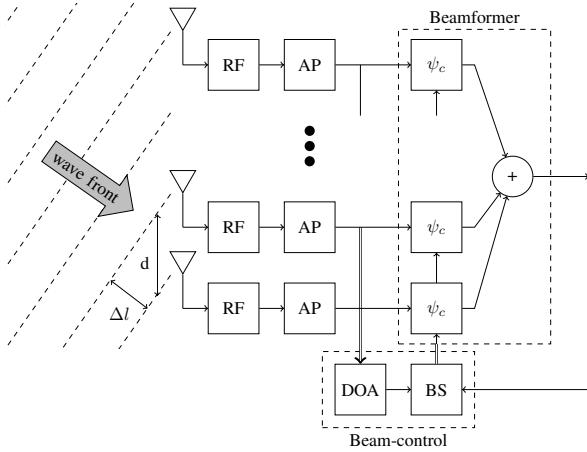 Beamformer
RF
AP
ψc
wave front
+
RF
AP
ψc
d
Δl
RF
AP
ψc
DOA
BS
Beam-control